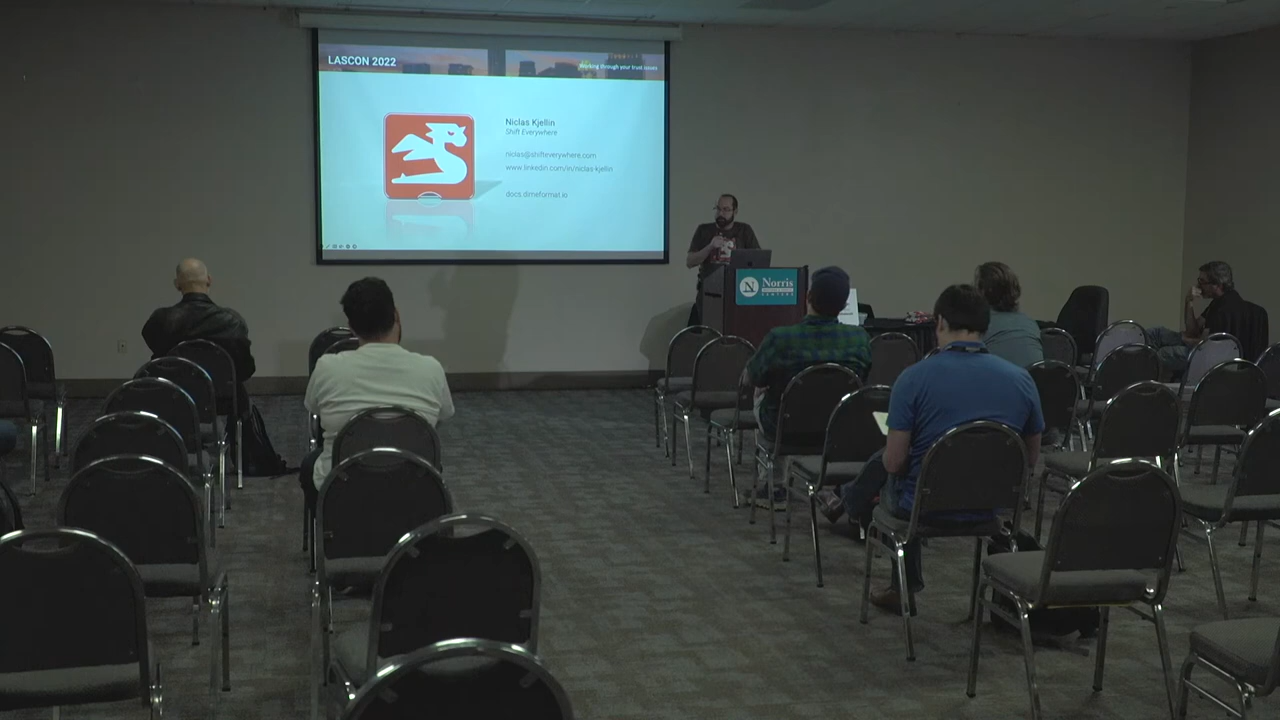 LASCON 2022
Working through your trust issues
Niclas Kjellin
Shift Everywhere
niclas@shifteverywhere.com
www.linkedin.com/in/niclas-kjellin
docs.dimeformat.io
N Norris
CENTERS